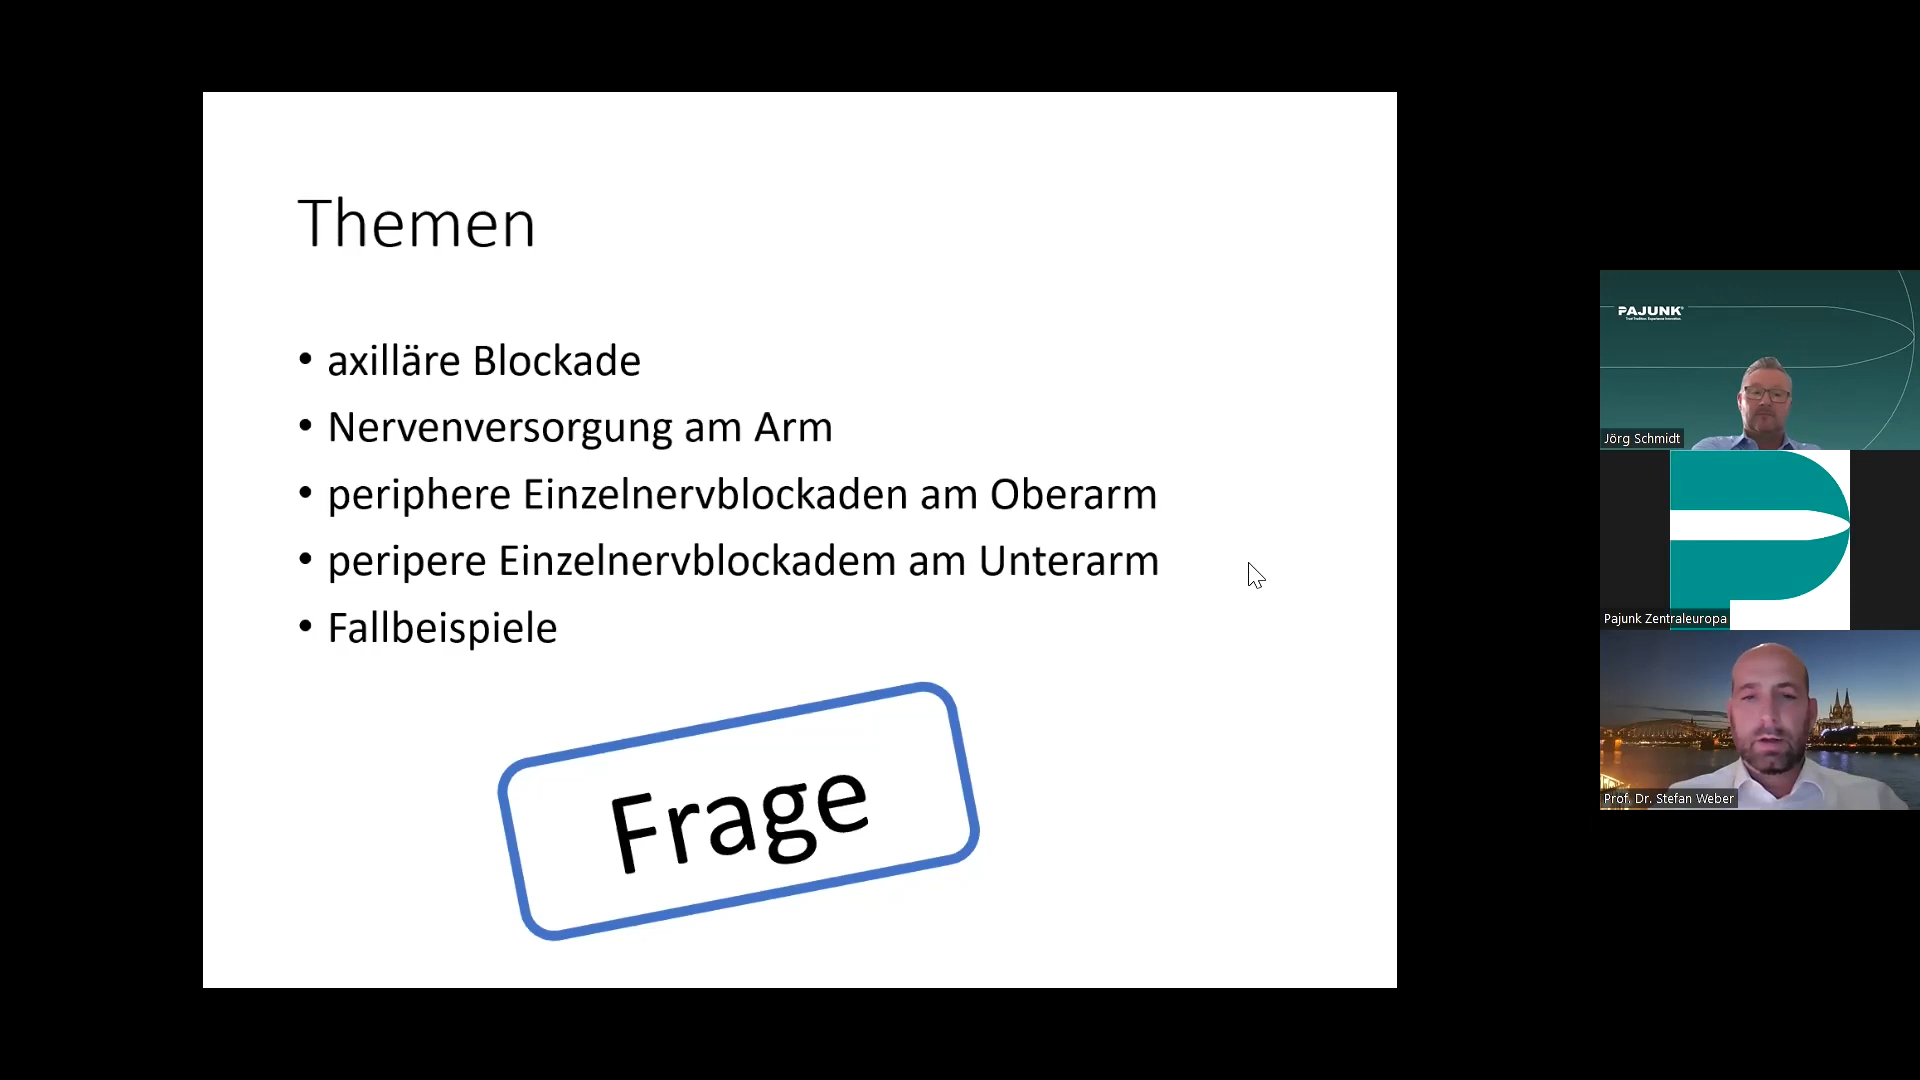 Themen
• axilläre Blockade
• Nervenversorgung am Arm
• periphere Einzelnervblockaden am Oberarm
• peripere Einzelnervblockadem am Unterarm
• Fallbeispiele
Frage
PAJUNK®
Jörg Schmidt
Pajunk Zentraleuropa
Prof. Dr. Stefan Weber